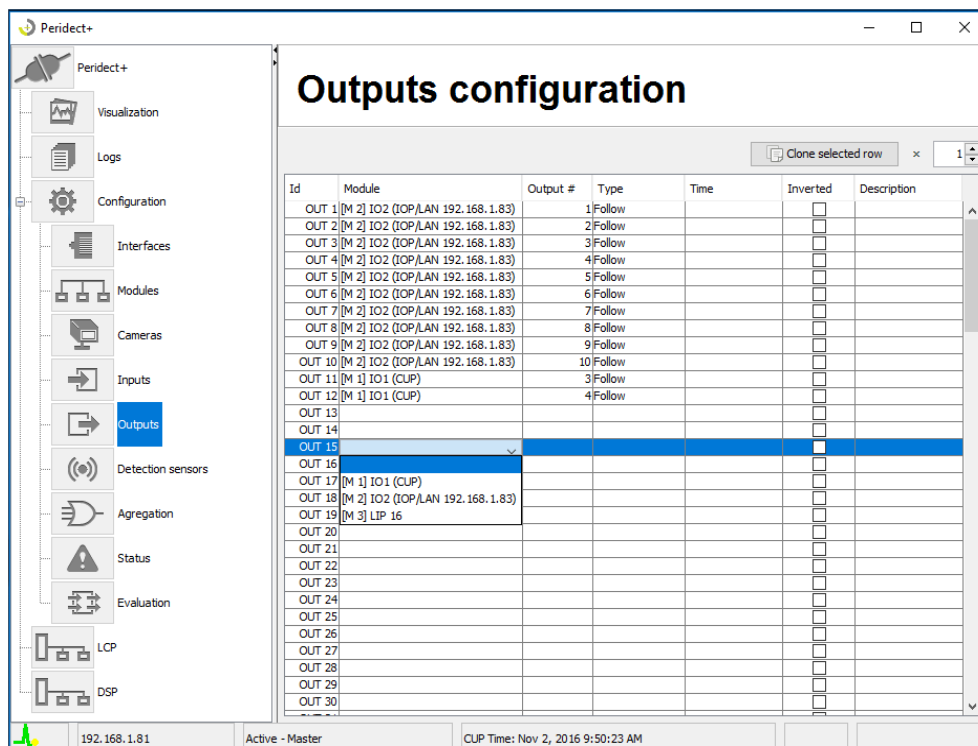 Peridect+
Peridect+
Visualization
Logs
Configuration
Interfaces
Modules
Cameras
Inputs
Outputs
Detection sensors
Agregation
Status
Evaluation
LCP
DSP
Outputs configuration
Clone selected row × 1
Id Module Output # Type Time Inverted Description
OUT 1 [M 2] IO2 (IOP/LAN 192.168.1.83) 1 Follow
OUT 2 [M 2] IO2 (IOP/LAN 192.168.1.83) 2 Follow
OUT 3 [M 2] IO2 (IOP/LAN 192.168.1.83) 3 Follow
OUT 4 [M 2] IO2 (IOP/LAN 192.168.1.83) 4 Follow
OUT 5 [M 2] IO2 (IOP/LAN 192.168.1.83) 5 Follow
OUT 6 [M 2] IO2 (IOP/LAN 192.168.1.83) 6 Follow
OUT 7 [M 2] IO2 (IOP/LAN 192.168.1.83) 7 Follow
OUT 8 [M 2] IO2 (IOP/LAN 192.168.1.83) 8 Follow
OUT 9 [M 2] IO2 (IOP/LAN 192.168.1.83) 9 Follow
OUT 10 [M 2] IO2 (IOP/LAN 192.168.1.83) 10 Follow
OUT 11 [M 1] IO1 (CUP) 3 Follow
OUT 12 [M 1] IO1 (CUP) 4 Follow
OUT 13
OUT 14
OUT 15
OUT 16
OUT 17 [M 1] IO1 (CUP)
OUT 18 [M 2] IO2 (IOP/LAN 192.168.1.83)
OUT 19 [M 3] LIP 16
OUT 20
OUT 21
OUT 22
OUT 23
OUT 24
OUT 25
OUT 26
OUT 27
OUT 28
OUT 29
OUT 30
192.168.1.81 Active - Master CUP Time: Nov 2, 2016 9:50:23 AM